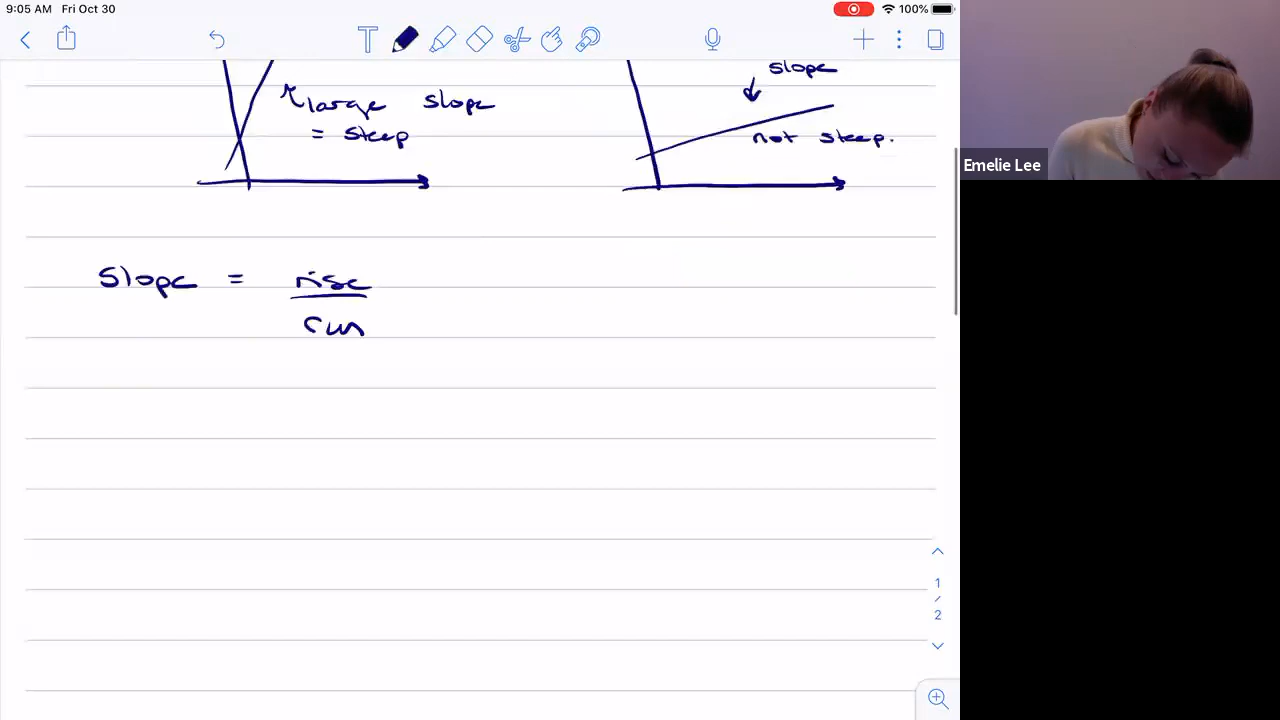 9:05 AM Fri Oct 30
100%
slope
large slope
= steep
not steep.
Slope = rise
run
Emelie Lee
1
/
2